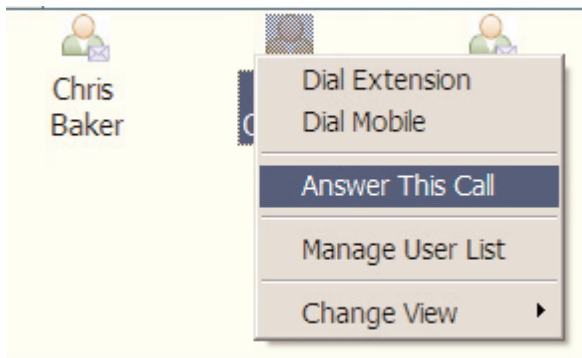 Chris
Baker
Dial Extension
Dial Mobile
Answer This Call
Manage User List
Change View